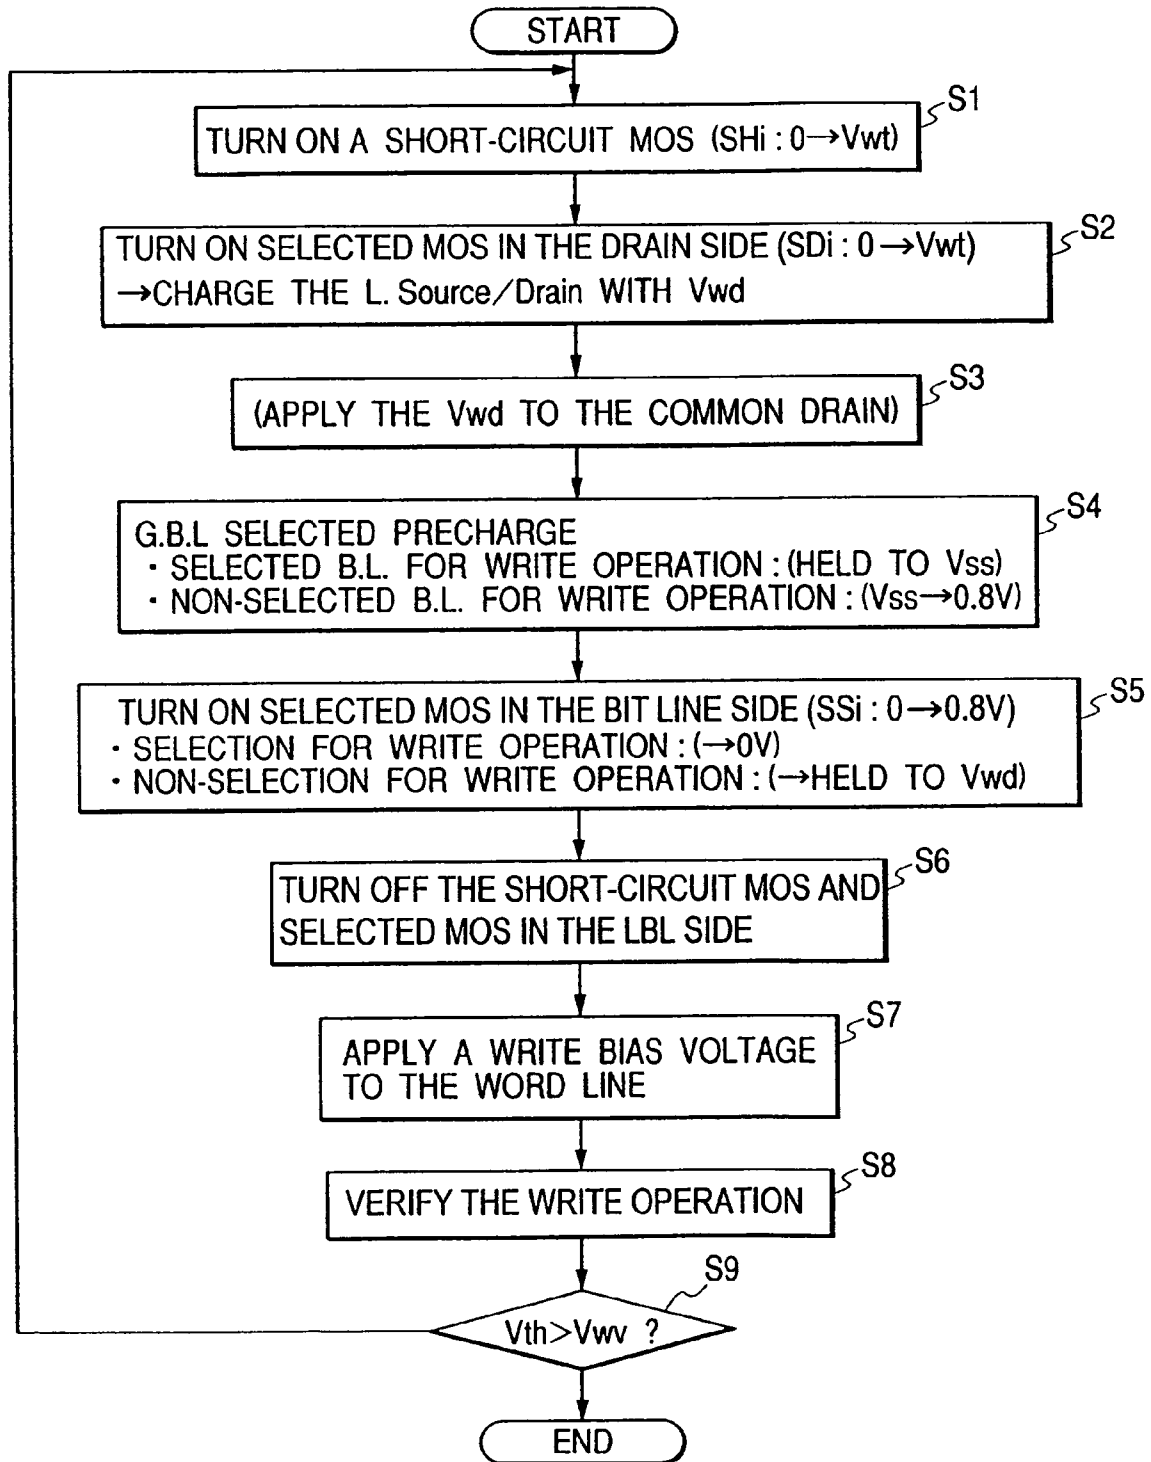 START
S1
TURN ON A SHORT-CIRCUIT MOS (SHi : 0→Vwt)
S2
TURN ON SELECTED MOS IN THE DRAIN SIDE (SDi : 0→Vwt)
→CHARGE THE L. Source/Drain WITH Vwd
S3
(APPLY THE Vwd TO THE COMMON DRAIN)
S4
G.B.L SELECTED PRECHARGE
· SELECTED B.L. FOR WRITE OPERATION : (HELD TO Vss)
· NON-SELECTED B.L. FOR WRITE OPERATION : (Vss→0.8V)
S5
TURN ON SELECTED MOS IN THE BIT LINE SIDE (SSi : 0→0.8V)
· SELECTION FOR WRITE OPERATION : (→0V)
· NON-SELECTION FOR WRITE OPERATION : (→HELD TO Vwd)
S6
TURN OFF THE SHORT-CIRCUIT MOS AND
SELECTED MOS IN THE LBL SIDE
S7
APPLY A WRITE BIAS VOLTAGE
TO THE WORD LINE
S8
VERIFY THE WRITE OPERATION
S9
Vth>Vwv ?
END